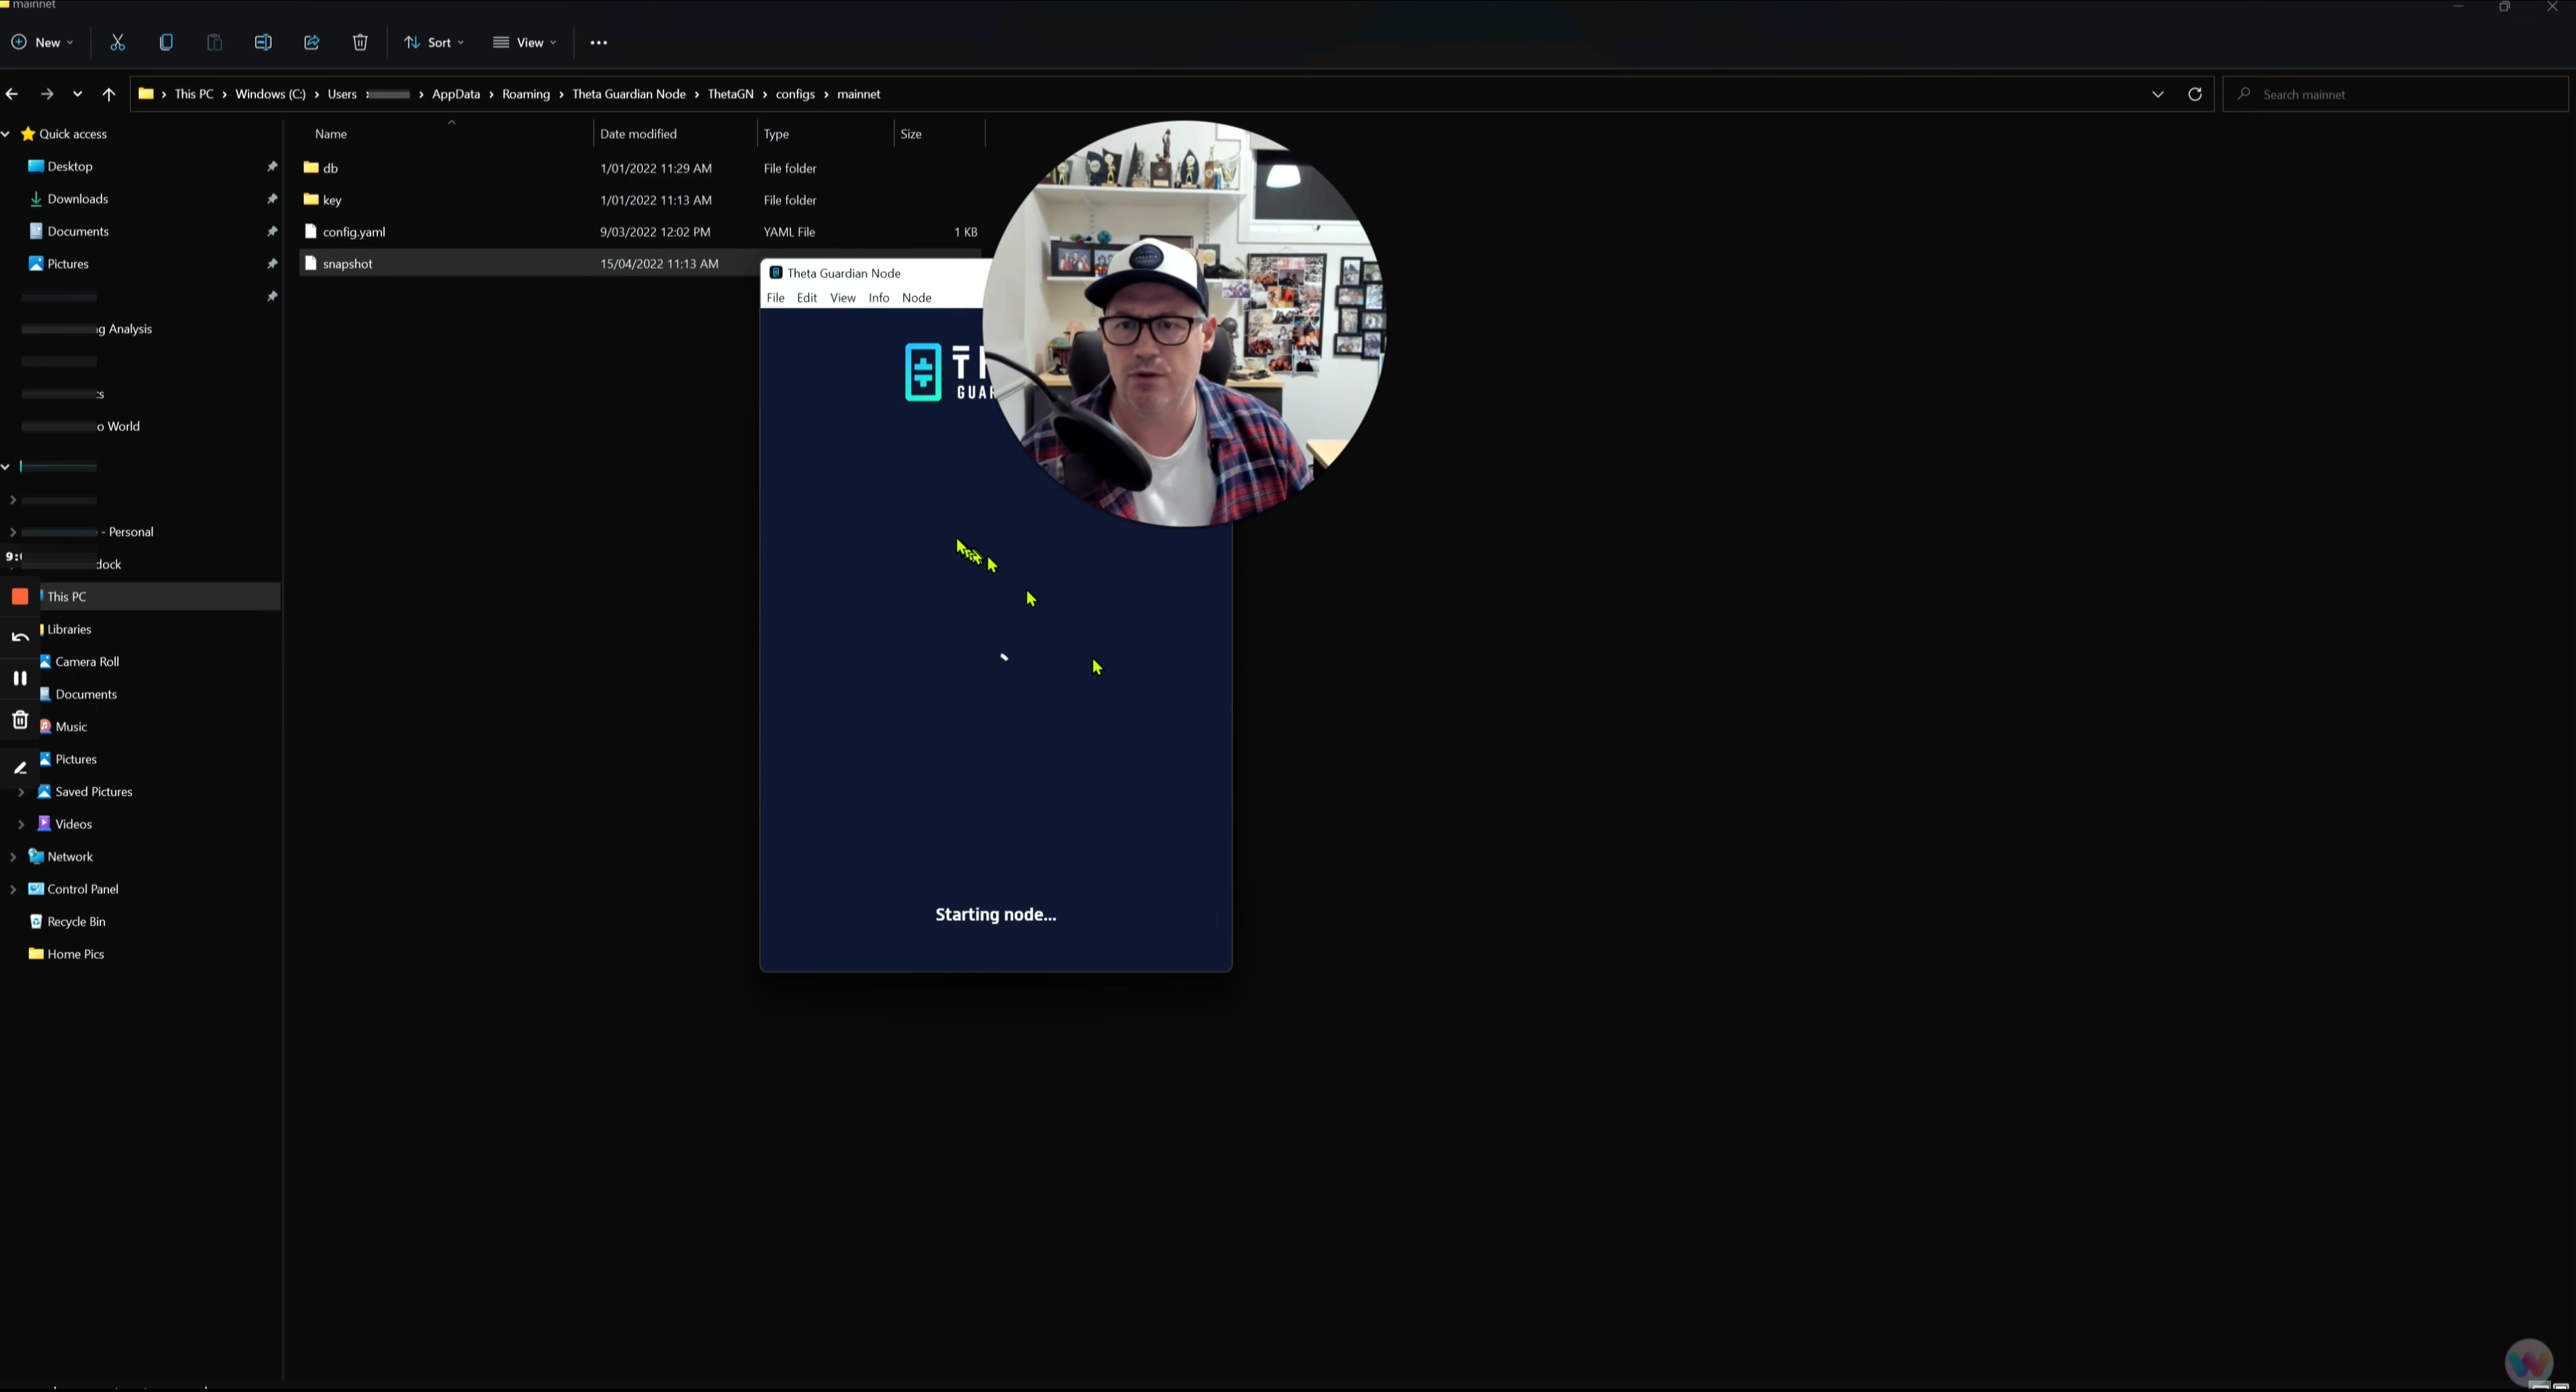 mainnet
New
Sort
View
This PC > Windows (C:) > Users > AppData > Roaming > Theta Guardian Node > ThetaGN > configs > mainnet
Search mainnet
Quick access
Desktop
Downloads
Documents
Pictures
g Analysis
o World
- Personal
dock
This PC
Libraries
Camera Roll
Documents
Music
Pictures
Saved Pictures
Videos
Network
Control Panel
Recycle Bin
Home Pics
Name Date modified Type Size
db 1/01/2022 11:29 AM File folder
key 1/01/2022 11:13 AM File folder
config.yaml 9/03/2022 12:02 PM YAML File 1 KB
snapshot 15/04/2022 11:13 AM
Theta Guardian Node
File Edit View Info Node
Starting node...